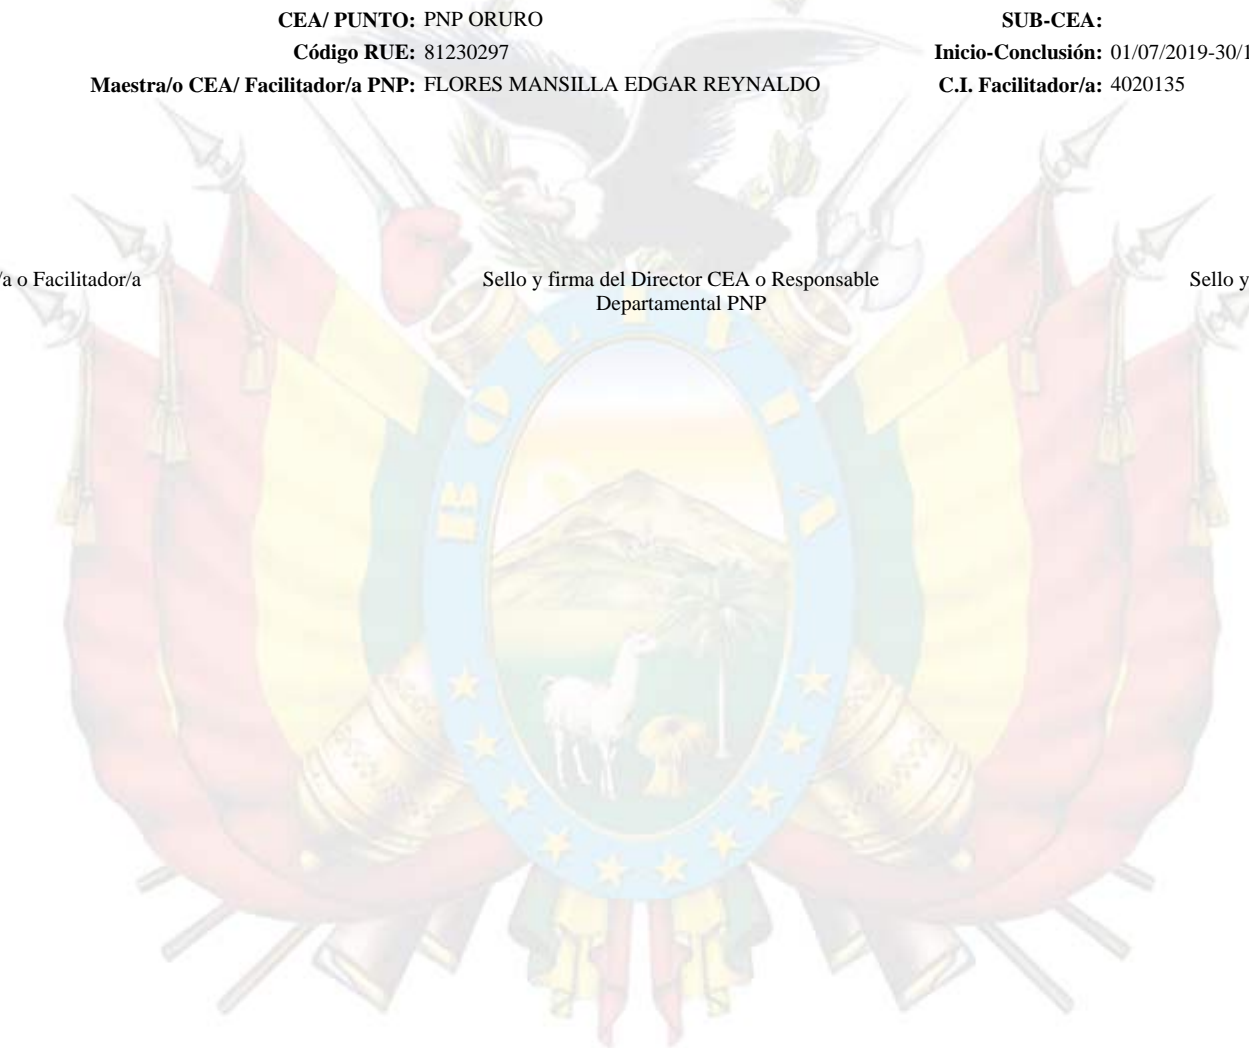 CEA/ PUNTO: PNP ORURO SUB-CEA:
Código RUE: 81230297 Inicio-Conclusión: 01/07/2019-30/1
Maestra/o CEA/ Facilitador/a PNP: FLORES MANSILLA EDGAR REYNALDO C.I. Facilitador/a: 4020135
/a o Facilitador/a Sello y firma del Director CEA o Responsable Sello y
Departamental PNP
BOLIVIA